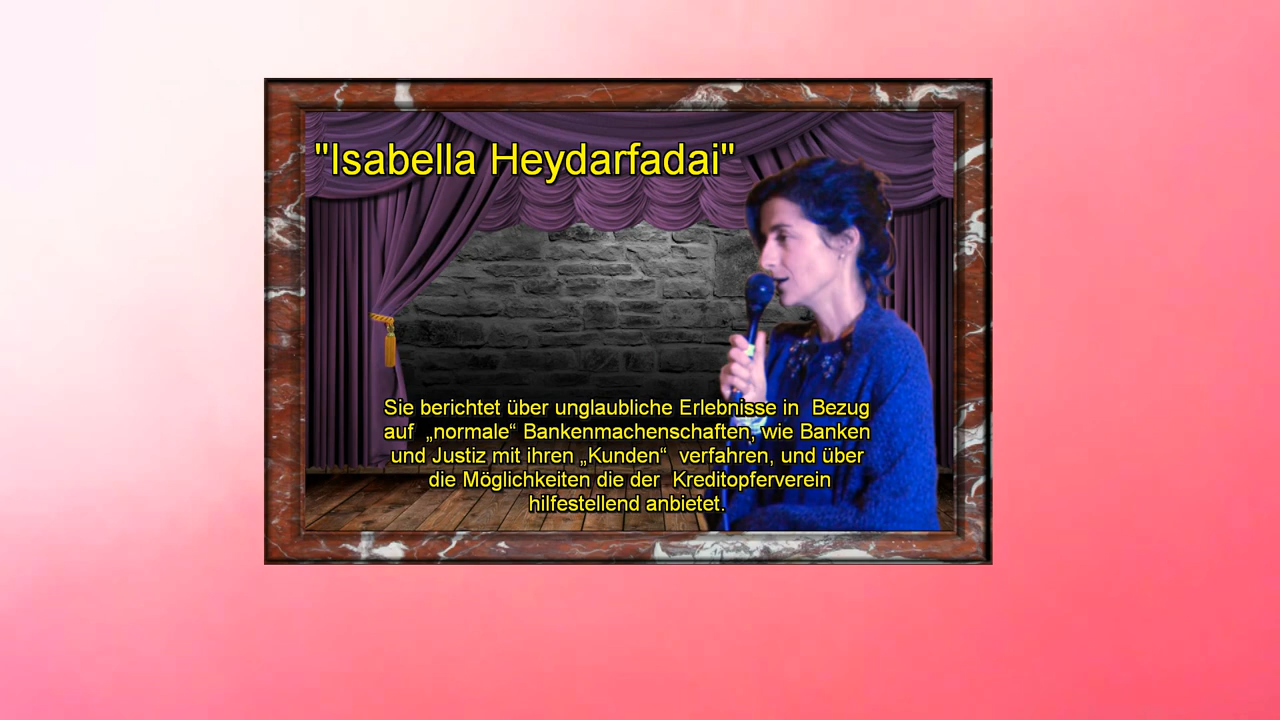 "Isabella Heydarfadai"
Sie berichtet über unglaubliche Erlebnisse in  Bezug
auf  „normale“ Bankenmachenschaften, wie Banken
und Justiz mit ihren „Kunden“  verfahren, und über
die Möglichkeiten die der  Kreditopferverein
hilfestellend anbietet.